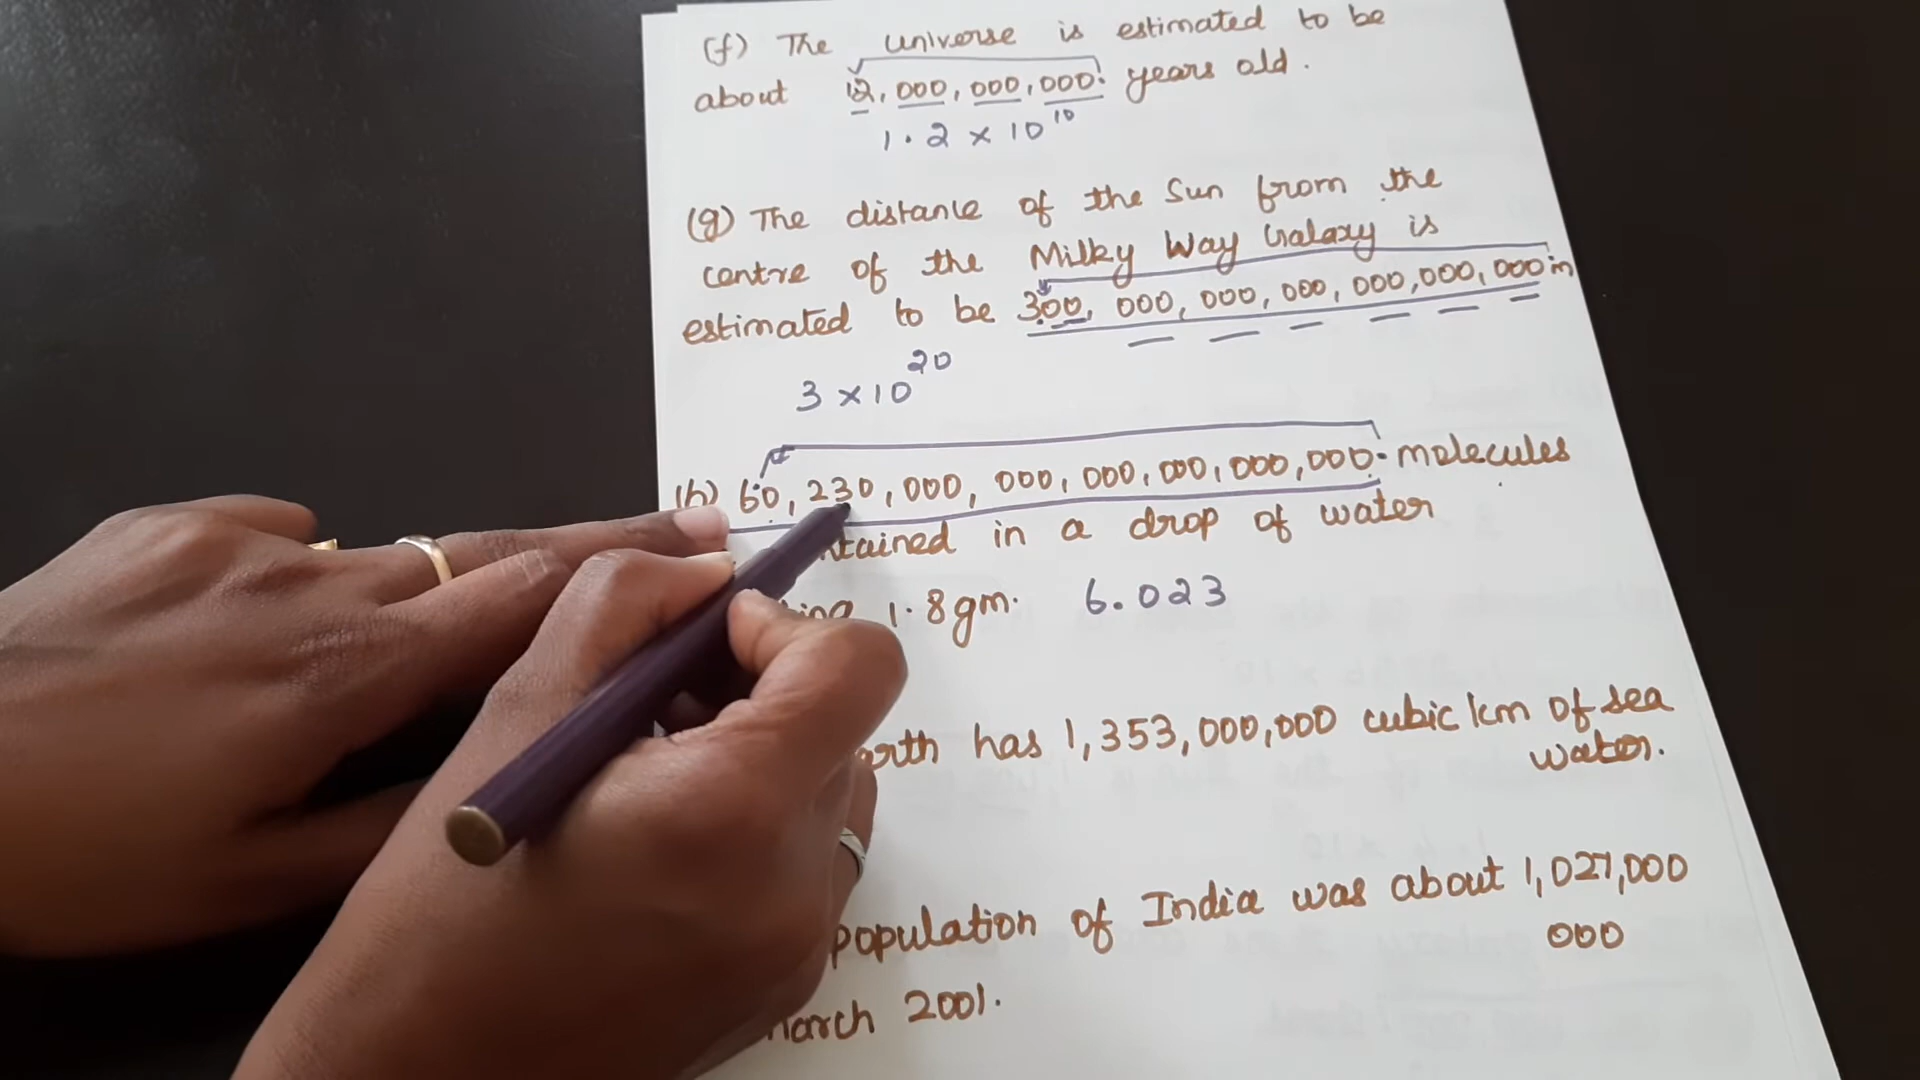 (f) The universe is estimated to be
about 12,000,000,000. years old.
1.2 × 10¹⁰
(g) The distance of the Sun from the
centre of the Milky Way Galaxy is
estimated to be 300,000,000,000,000,000,000 m
3 × 10²⁰
(h) 60,230,000,000,000,000,000,000. molecules
in a drop of water
1.8gm. 6.023
has 1,353,000,000 cubic km of sea
water.
population of India was about 1,027,000
000
March 2001.